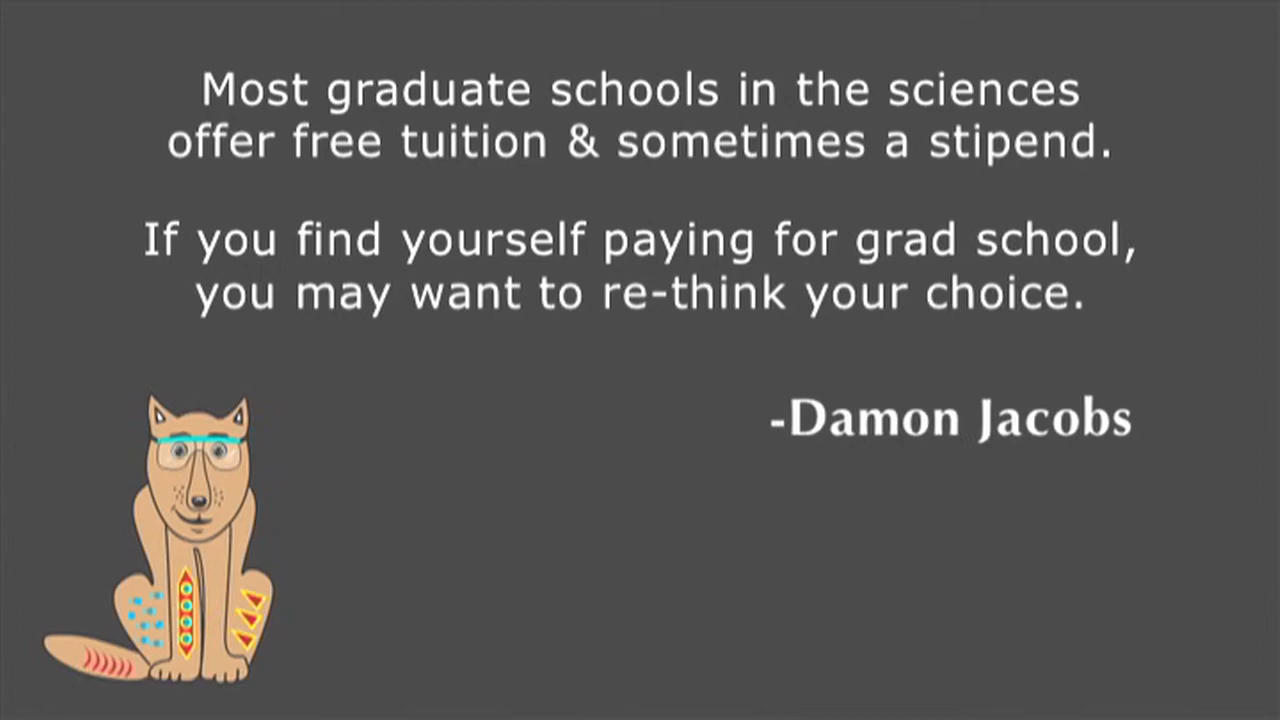 Most graduate schools in the sciences
offer free tuition & sometimes a stipend.
If you find yourself paying for grad school,
you may want to re-think your choice.
-Damon Jacobs